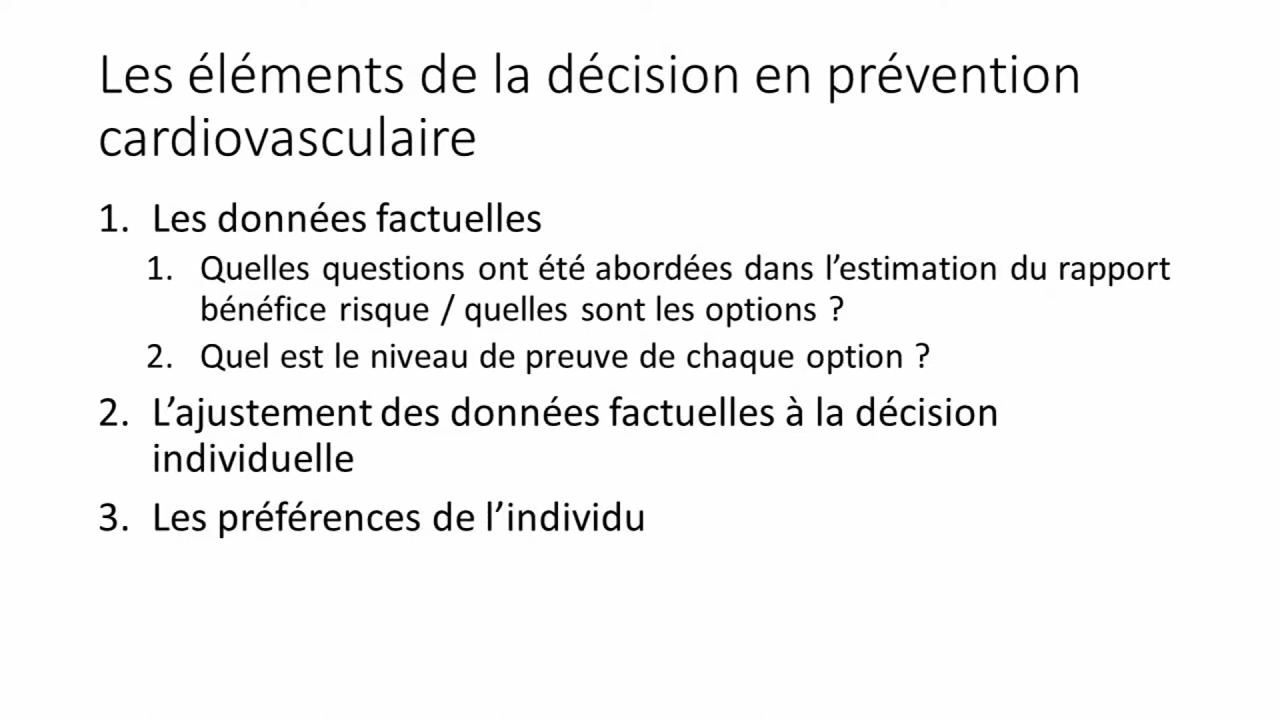 Les éléments de la décision en prévention
cardiovasculaire
1. Les données factuelles
1. Quelles questions ont été abordées dans l’estimation du rapport
bénéfice risque / quelles sont les options ?
2. Quel est le niveau de preuve de chaque option ?
2. L’ajustement des données factuelles à la décision
individuelle
3. Les préférences de l’individu